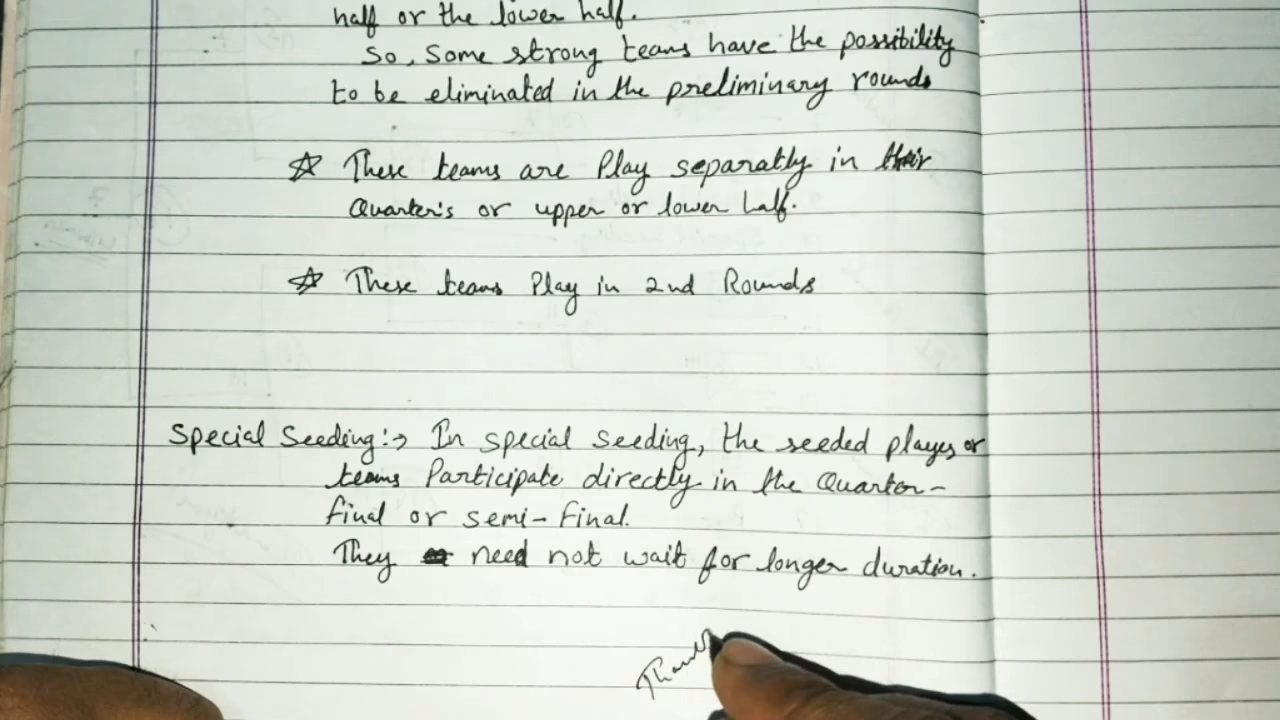 half or the lower half.
So, Some strong teams have the possibility
to be eliminated in the preliminary rounds
☆ These teams are Play separatly in their
Quarter's or upper or lower half.
☆ These teams Play in 2nd Rounds
Special Seeding:→ In special seeding, the seeded playes or
teams Participate directly in the Quarter-
final or semi-final.
They need not wait for longer duration.
Thank